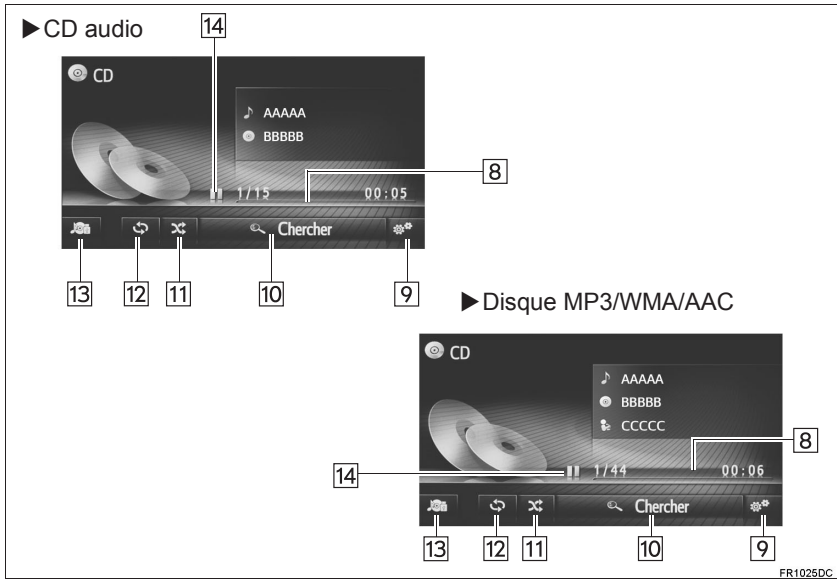 ▶CD audio
14
CD
AAAAA
BBBBB
8
1/15 00:05
Chercher
13 12 11 10 9
▶Disque MP3/WMA/AAC
CD
AAAAA
BBBBB
CCCCC
8
14
1/44 00:06
Chercher
13 12 11 10 9
FR1025DC